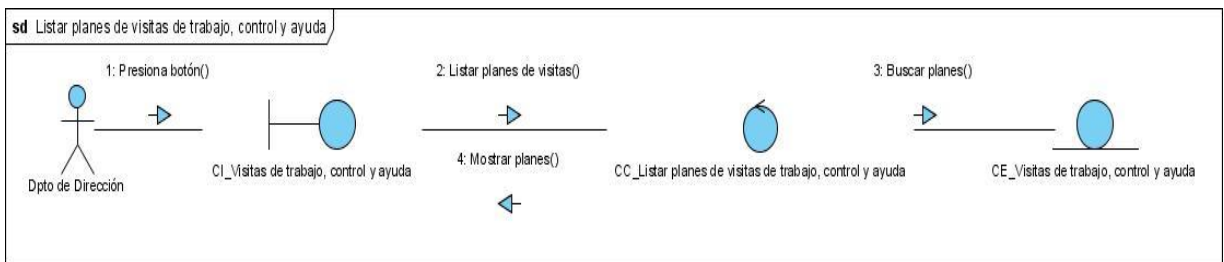 sd Listar planes de visitas de trabajo, control y ayuda
1: Presiona botón()
2: Listar planes de visitas()
3: Buscar planes()
4: Mostrar planes()
Dpto de Dirección
CI_Visitas de trabajo, control y ayuda
CC_Listar planes de visitas de trabajo, control y ayuda
CE_Visitas de trabajo, control y ayuda